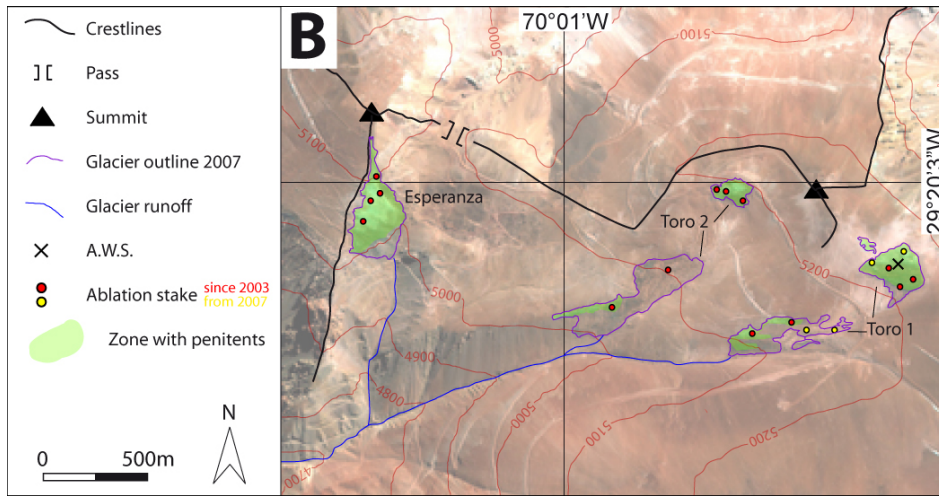 Crestlines
Pass
Summit
Glacier outline 2007
Glacier runoff
A.W.S.
Ablation stake since 2003
from 2007
Zone with penitents
N
0 500m
B
70°01'W
29°20.3"W
5000
5100
5100
Esperanza
Toro 2
5200
5000
Toro 1
4900
4800
5000
5100
5200
4700